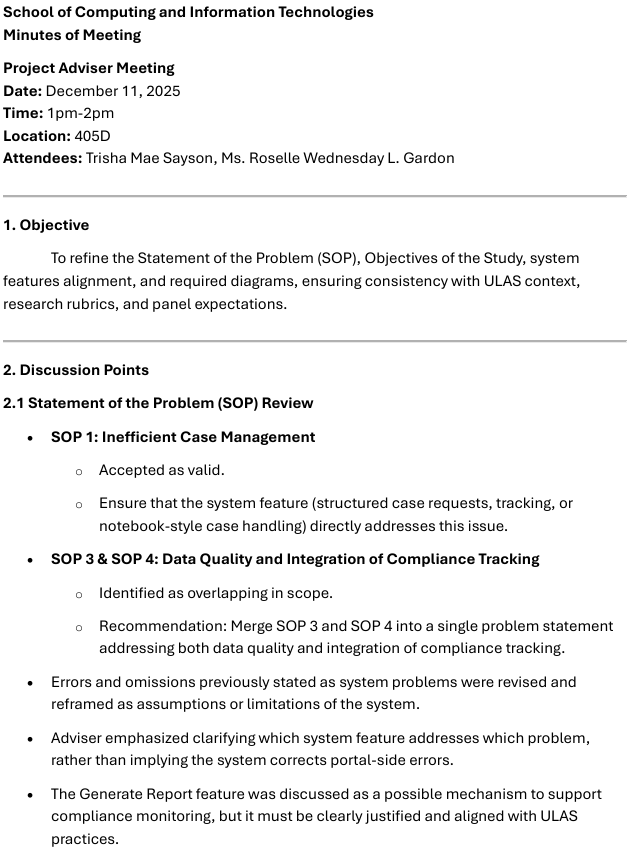 School of Computing and Information Technologies
Minutes of Meeting
Project Adviser Meeting
Date: December 11, 2025
Time: 1pm-2pm
Location: 405D
Attendees: Trisha Mae Sayson, Ms. Roselle Wednesday L. Gardon
1. Objective
To refine the Statement of the Problem (SOP), Objectives of the Study, system
features alignment, and required diagrams, ensuring consistency with ULAS context,
research rubrics, and panel expectations.
2. Discussion Points
2.1 Statement of the Problem (SOP) Review
• SOP 1: Inefficient Case Management
o Accepted as valid.
o Ensure that the system feature (structured case requests, tracking, or
notebook-style case handling) directly addresses this issue.
• SOP 3 & SOP 4: Data Quality and Integration of Compliance Tracking
o Identified as overlapping in scope.
o Recommendation: Merge SOP 3 and SOP 4 into a single problem statement
addressing both data quality and integration of compliance tracking.
• Errors and omissions previously stated as system problems were revised and
reframed as assumptions or limitations of the system.
• Adviser emphasized clarifying which system feature addresses which problem,
rather than implying the system corrects portal-side errors.
• The Generate Report feature was discussed as a possible mechanism to support
compliance monitoring, but it must be clearly justified and aligned with ULAS
practices.